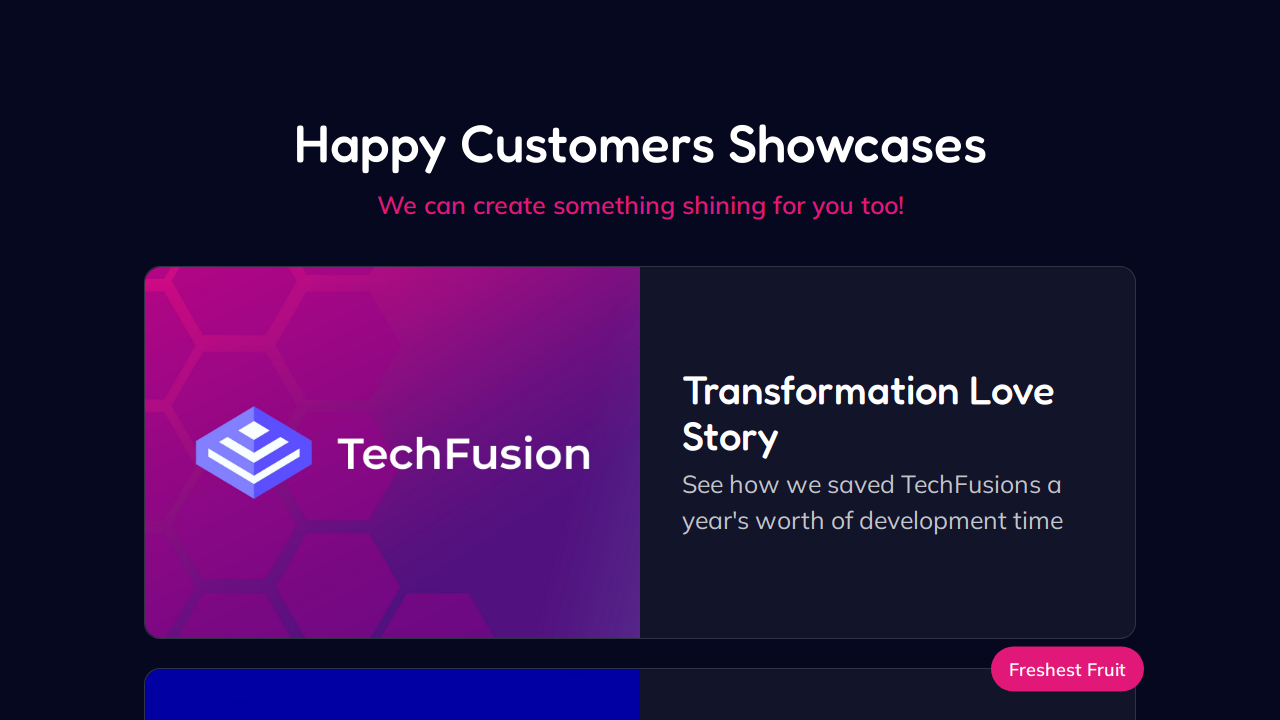 Happy Customers Showcases
We can create something shining for you too!
TechFusion
Transformation Love
Story
See how we saved TechFusions a
year's worth of development time
Freshest Fruit